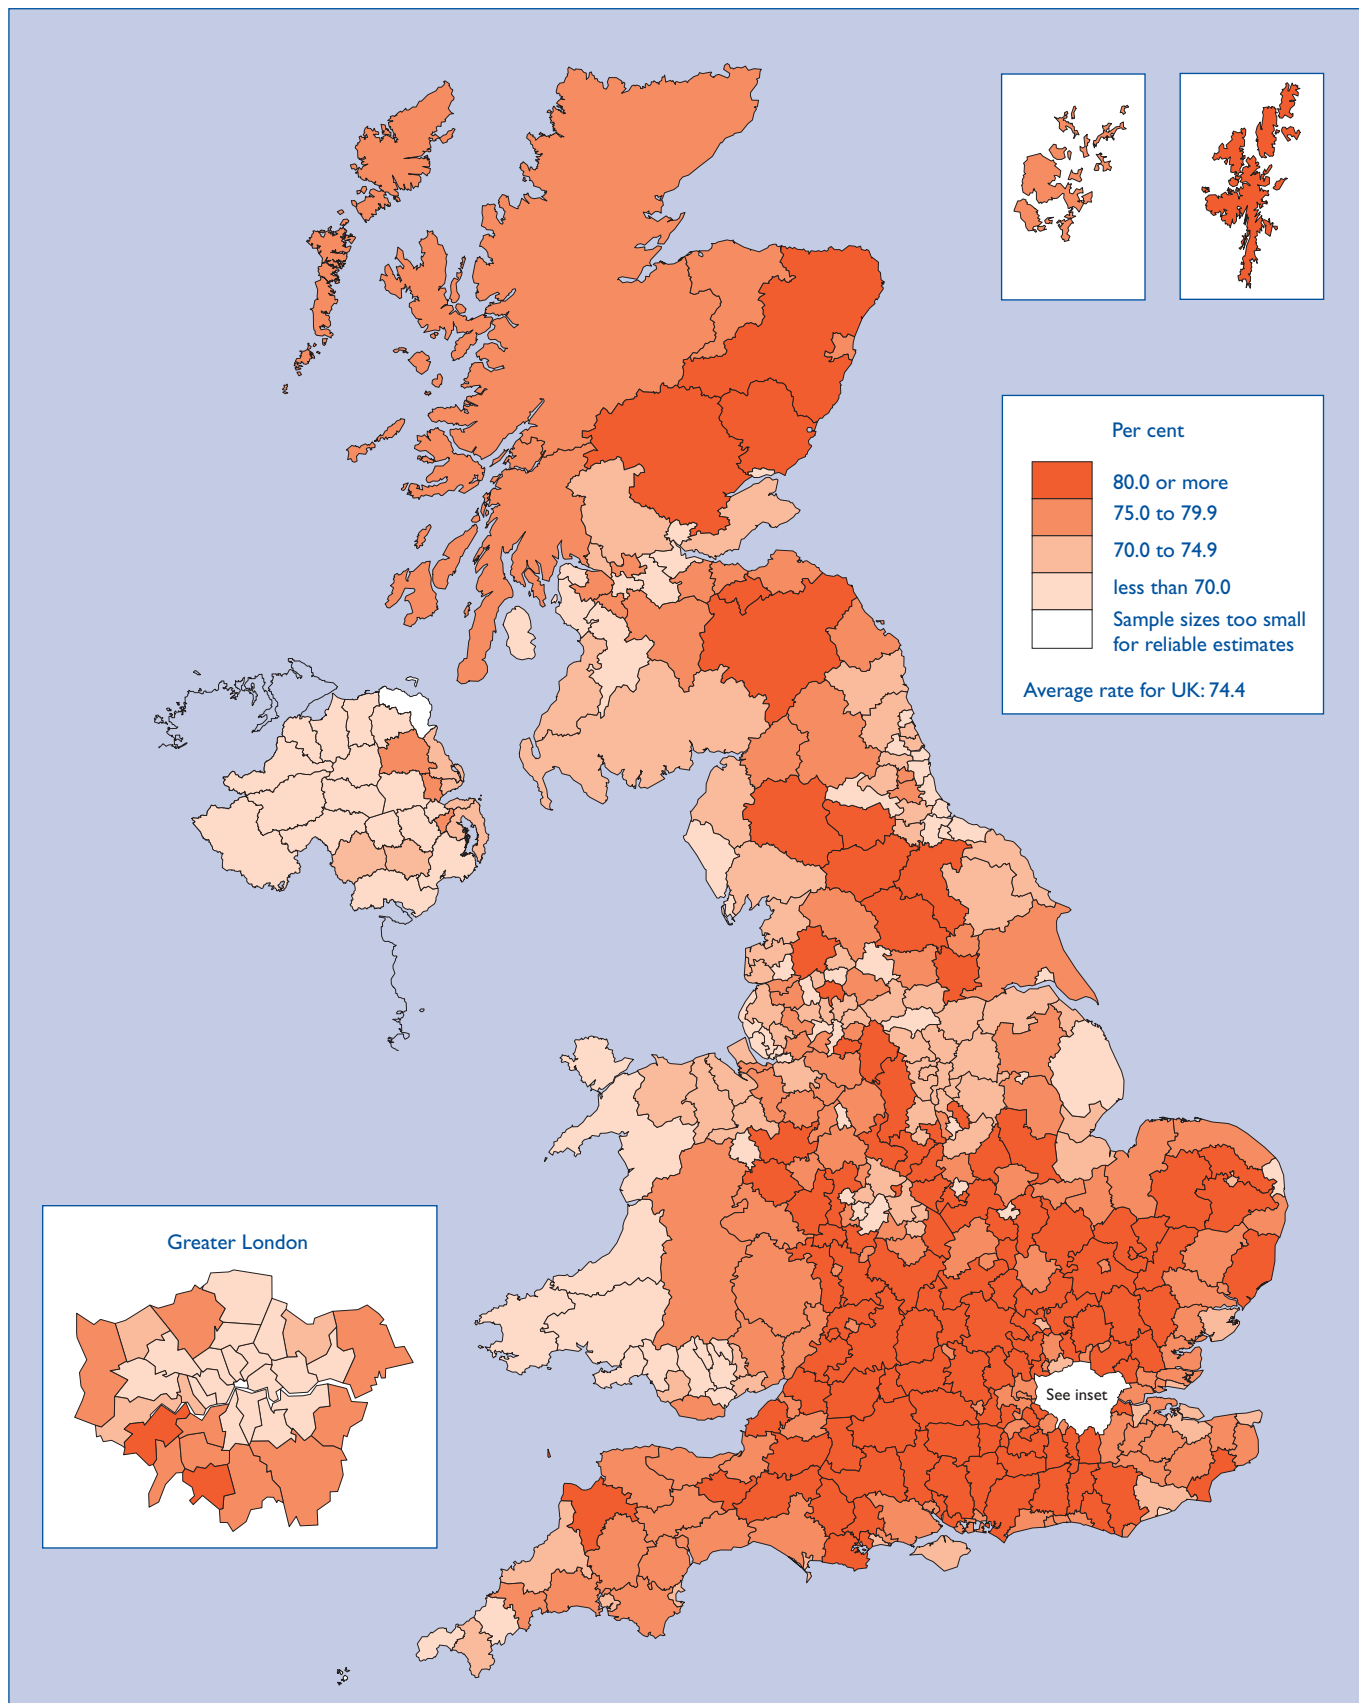 Per cent
80.0 or more
75.0 to 79.9
70.0 to 74.9
less than 70.0
Sample sizes too small
for reliable estimates
Average rate for UK: 74.4
Greater London
See inset